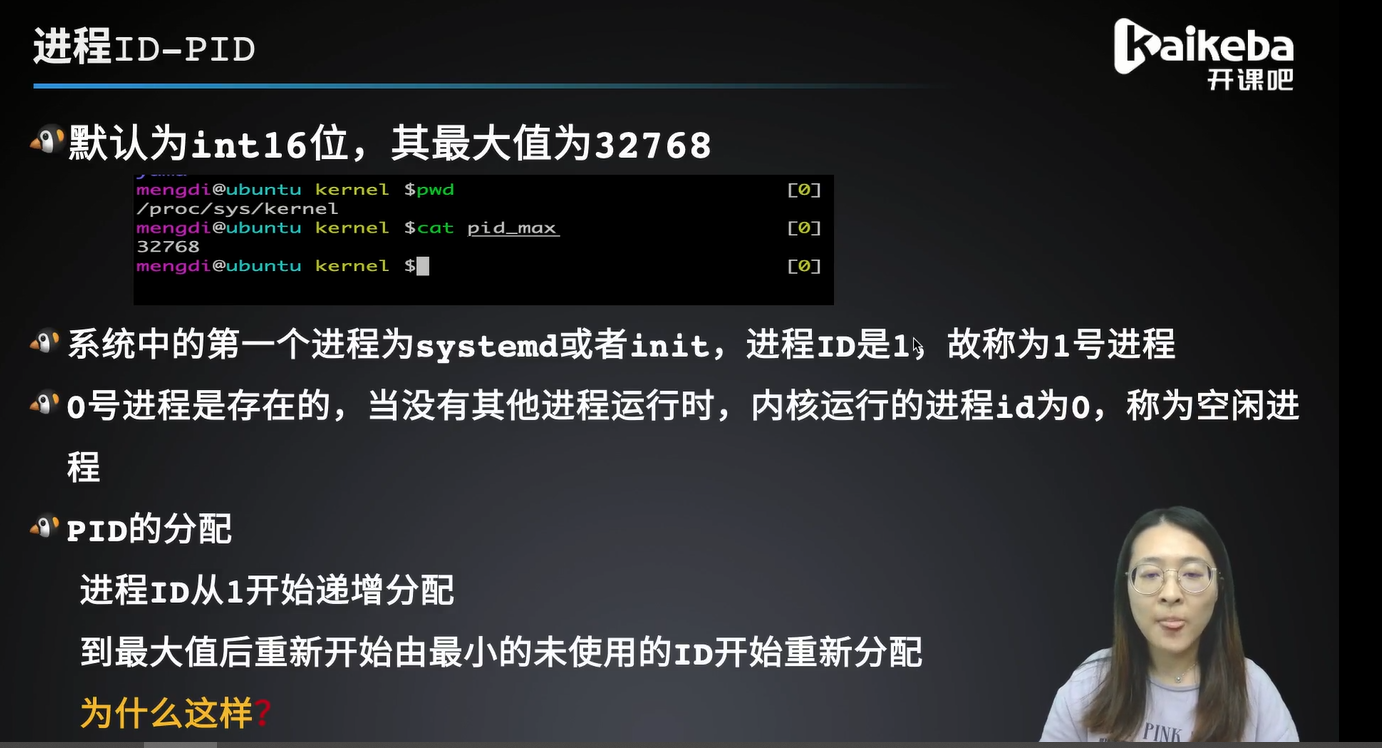 进程ID-PID
Kaikeba
开课吧
默认为int16位，其最大值为32768
mengdi@ubuntu kernel $pwd [0]
/proc/sys/kernel
mengdi@ubuntu kernel $cat pid_max [0]
32768
mengdi@ubuntu kernel $ [0]
系统中的第一个进程为systemd或者init，进程ID是1，故称为1号进程
0号进程是存在的，当没有其他进程运行时，内核运行的进程id为0，称为空闲进
程
PID的分配
进程ID从1开始递增分配
到最大值后重新开始由最小的未使用的ID开始重新分配
为什么这样?
PINK